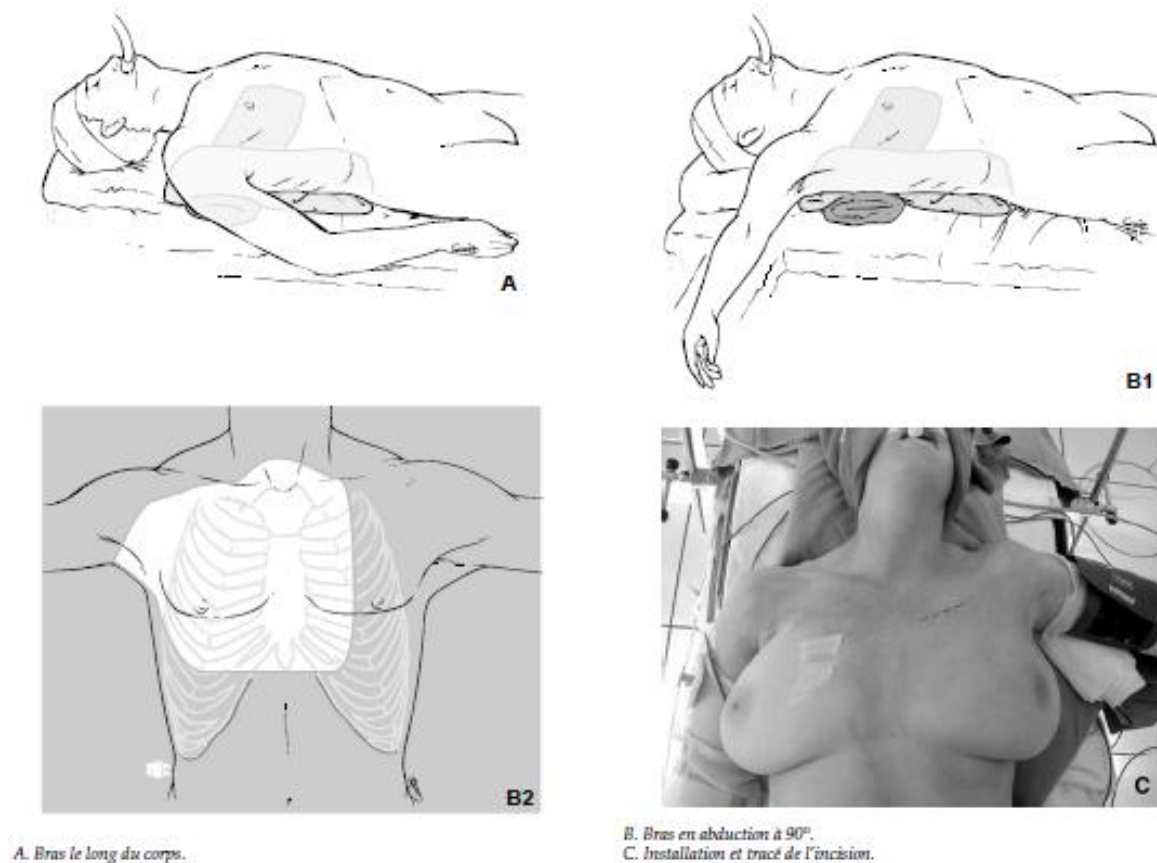 A
B1
B2
C
A. Bras le long du corps.
B. Bras en abduction à 90°.
C. Installation et tracé de l'incision.